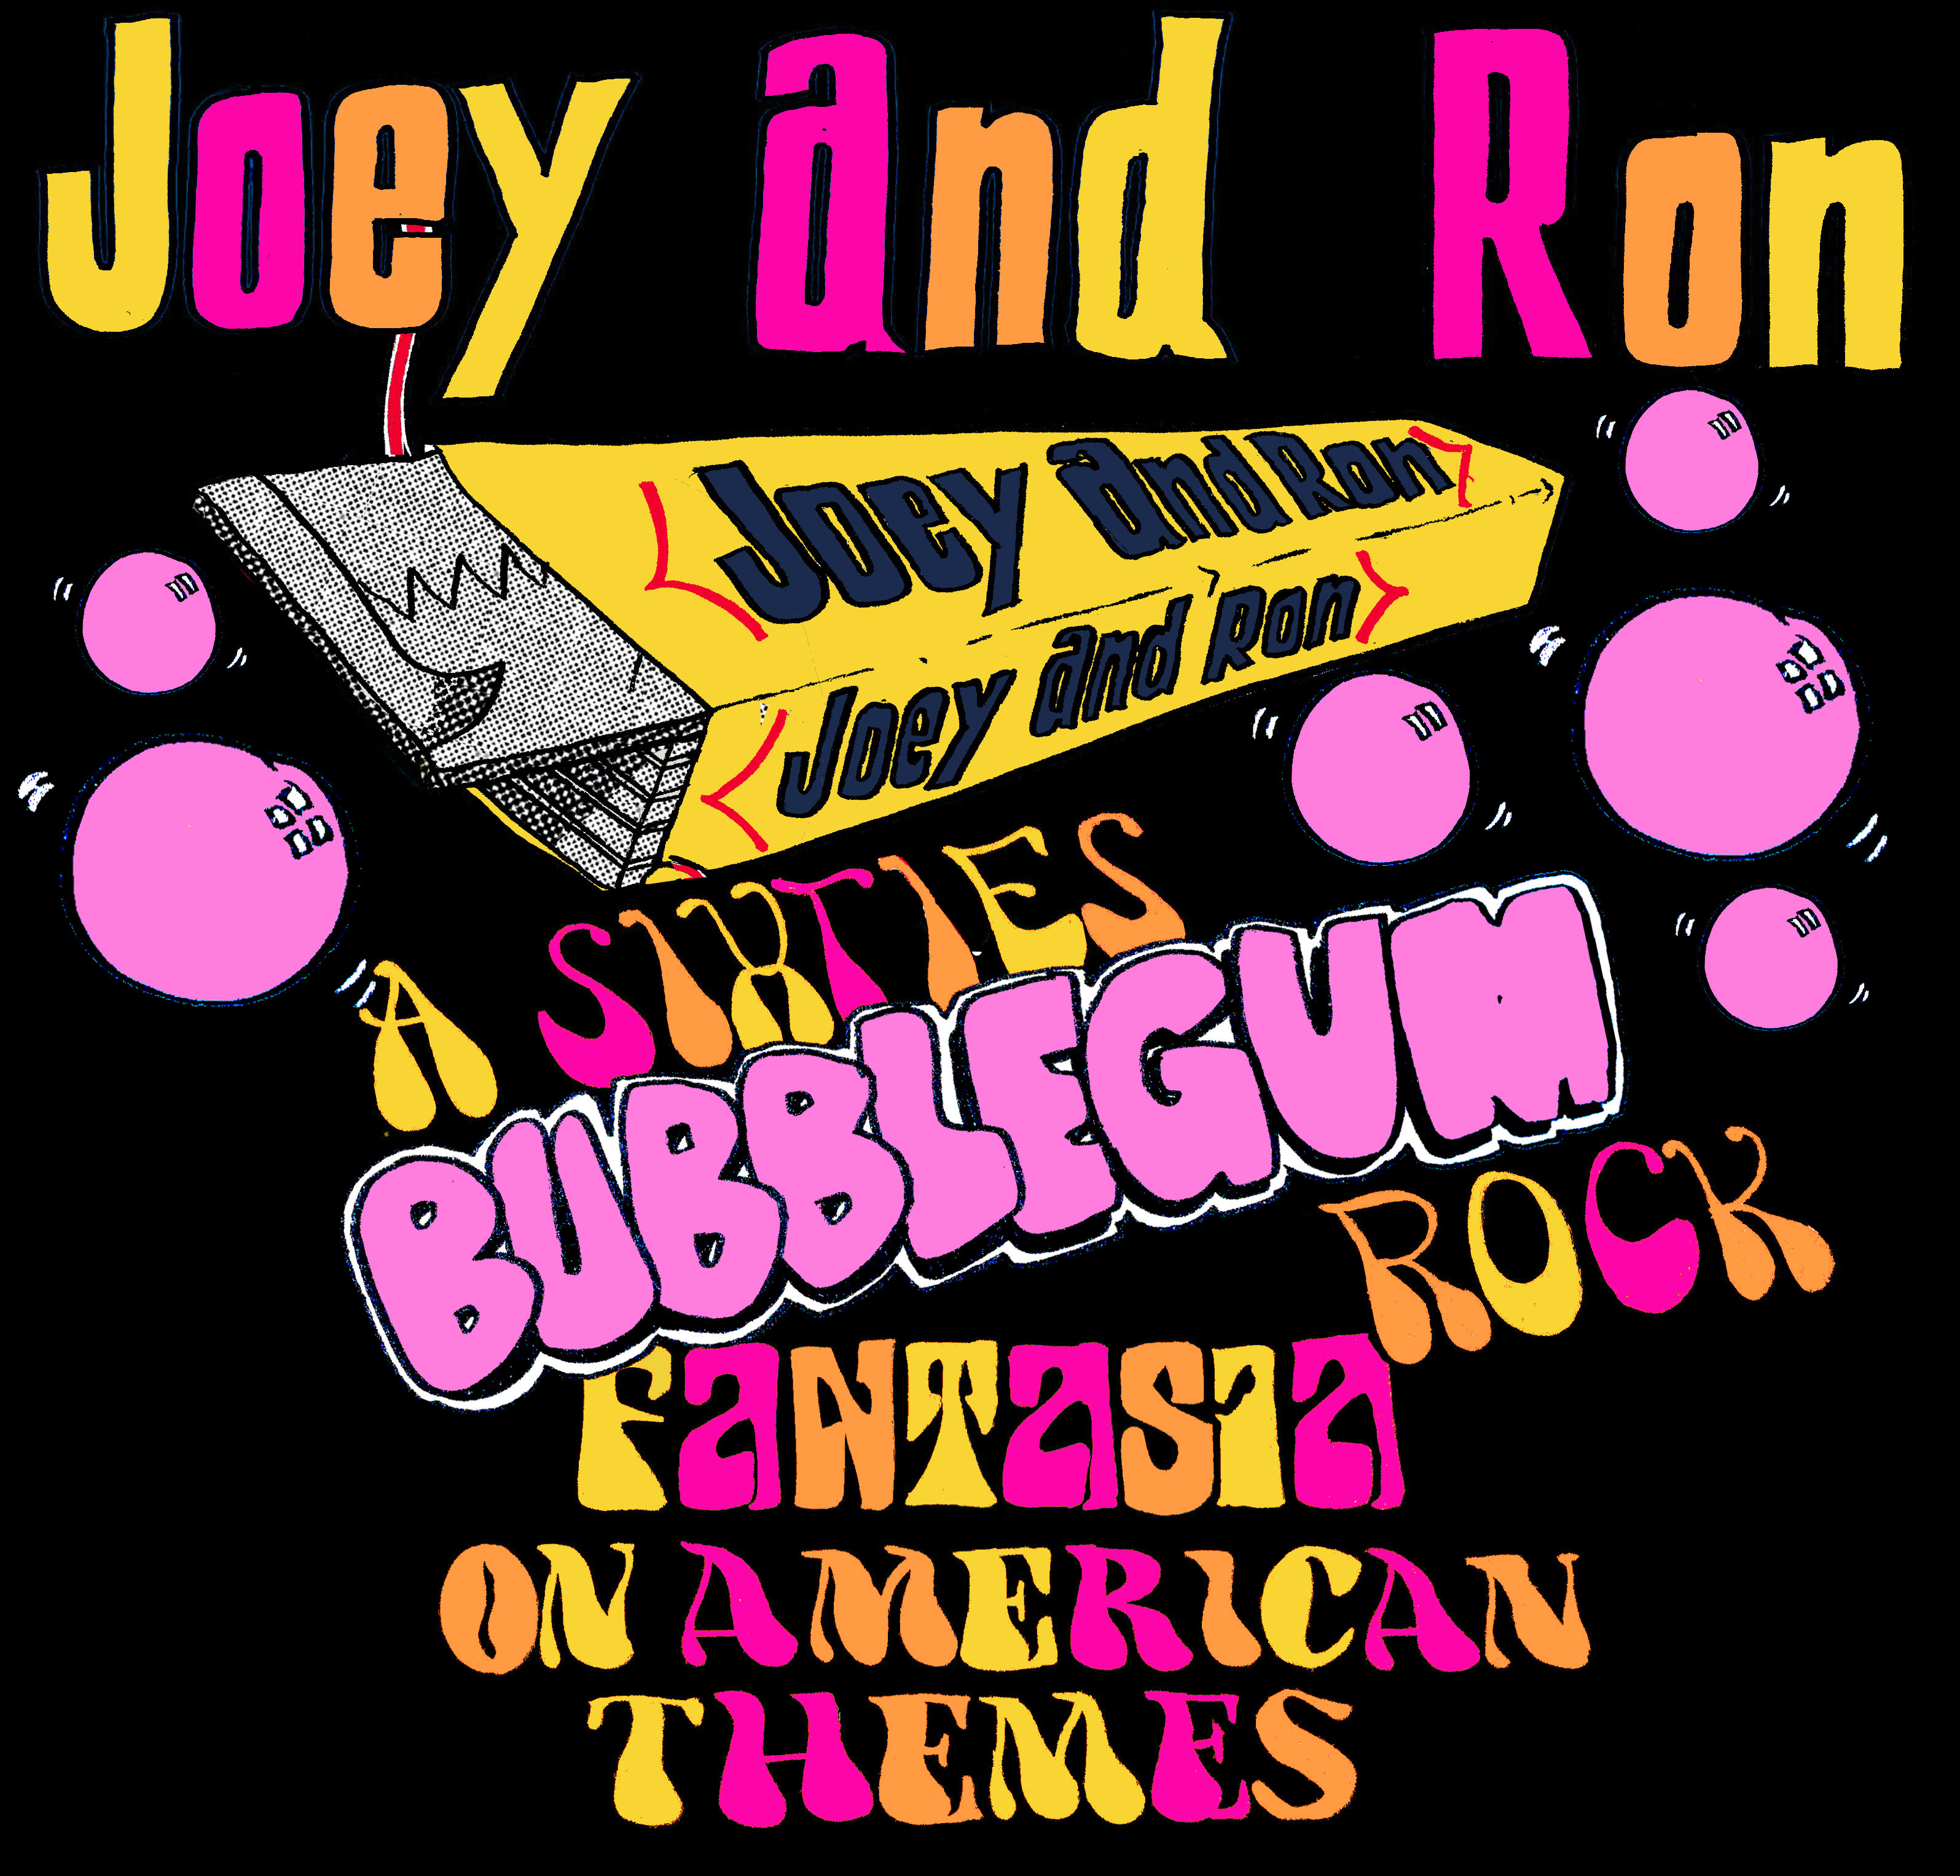 Joey and Ron
Joey and Ron
Joey and Ron
A SIXTIES
BUBBLEGUM
ROCK
FANTASIA
ON AMERICAN
THEMES